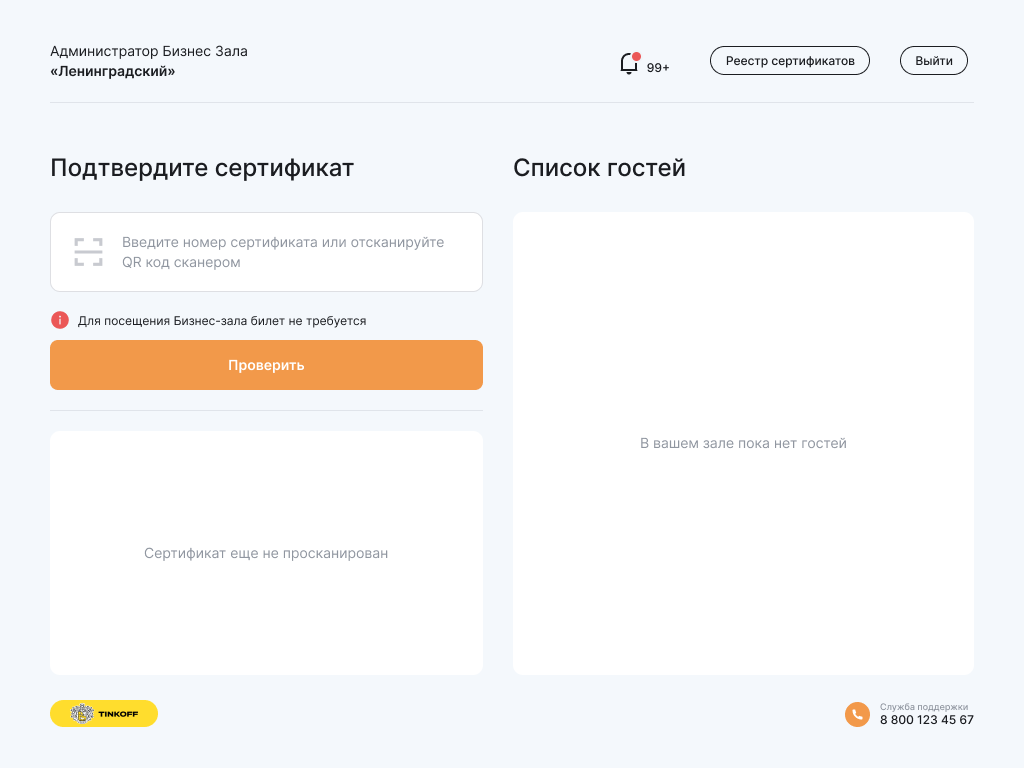 Администратор Бизнес Зала
«Ленинградский»
99+
Реестр сертификатов
Выйти
Подтвердите сертификат
Список гостей
Введите номер сертификата или отсканируйте
QR код сканером
Для посещения Бизнес-зала билет не требуется
Проверить
В вашем зале пока нет гостей
Сертификат еще не просканирован
TINKOFF
Служба поддержки
8 800 123 45 67